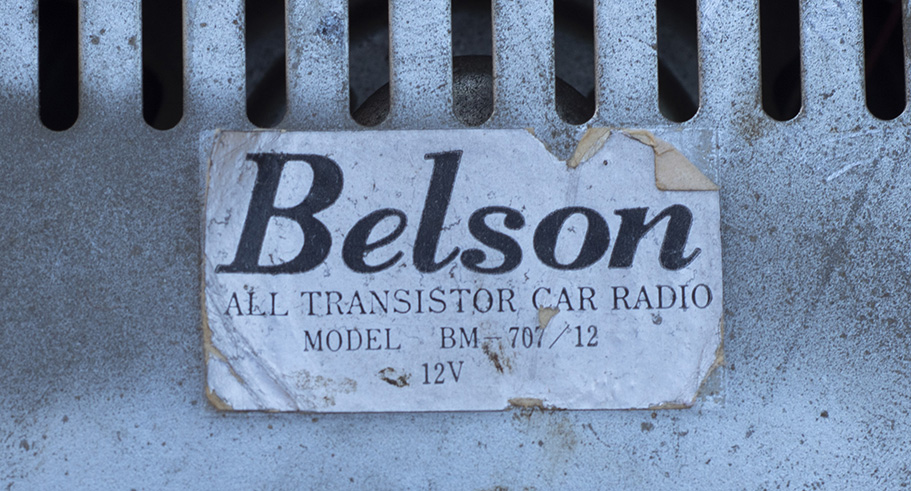 Belson
ALL TRANSISTOR CAR RADIO
MODEL BM-707/12
12V